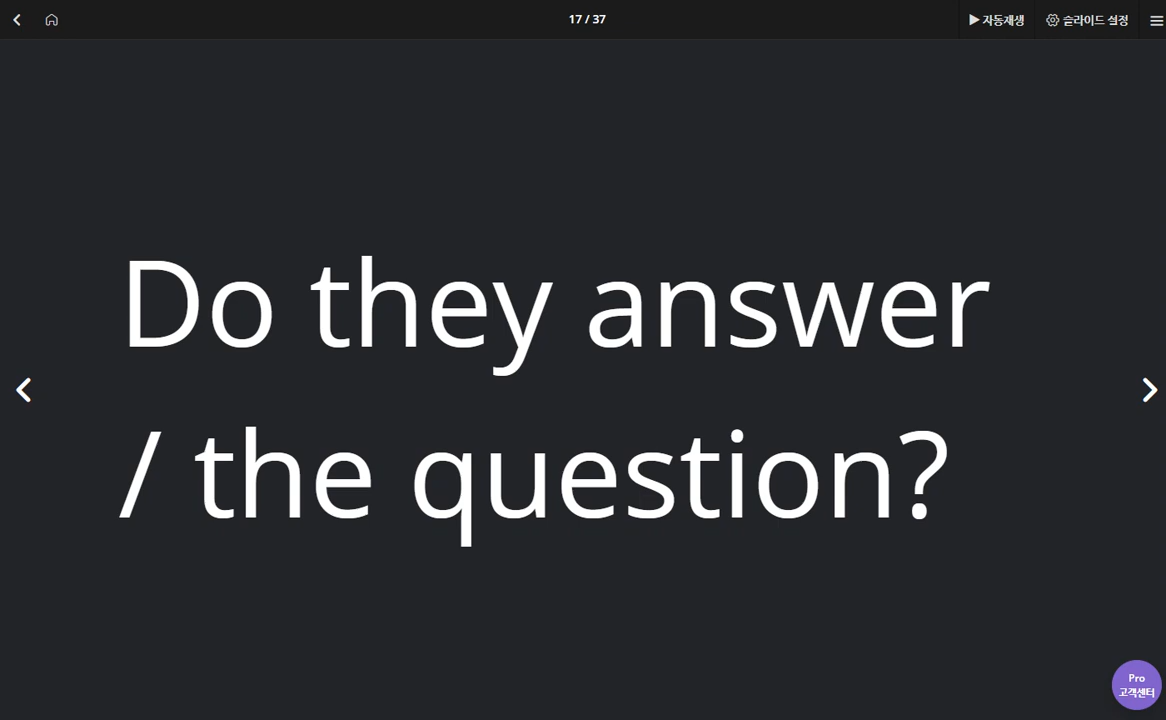 17 / 37
▶ 자동재생
슬라이드 설정
Do they answer
/ the question?
Pro
고객센터